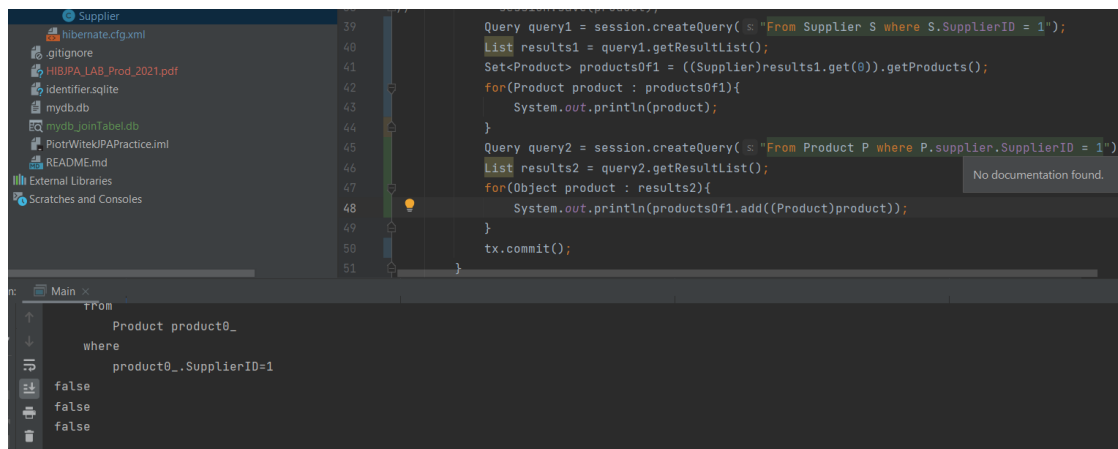 Supplier
hibernate.cfg.xml
.gitignore
HIBJPA_LAB_Prod_2021.pdf
identifier.sqlite
mydb.db
mydb_joinTabel.db
PiotrWitekJPAPractice.iml
README.md
External Libraries
Scratches and Consoles
39 Query query1 = session.createQuery( s: "From Supplier S where S.SupplierID = 1");
40 List results1 = query1.getResultList();
41 Set<Product> productsOf1 = ((Supplier)results1.get(0)).getProducts();
42 for(Product product : productsOf1){
43 System.out.println(product);
44 }
45 Query query2 = session.createQuery( s: "From Product P where P.supplier.SupplierID = 1")
46 List results2 = query2.getResultList();
No documentation found.
47 for(Object product : results2){
48 System.out.println(productsOf1.add((Product)product));
49 }
50 tx.commit();
51 }
n: Main
from
Product product0_
where
product0_.SupplierID=1
false
false
false